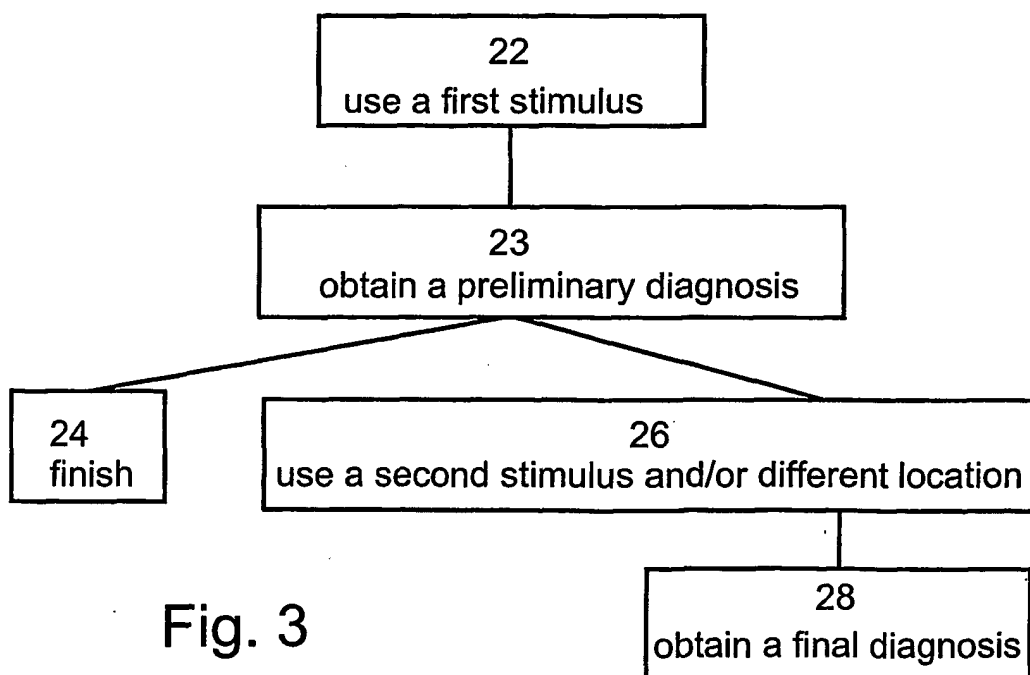 22
use a first stimulus
23
obtain a preliminary diagnosis
24
finish
26
use a second stimulus and/or different location
28
obtain a final diagnosis
Fig. 3